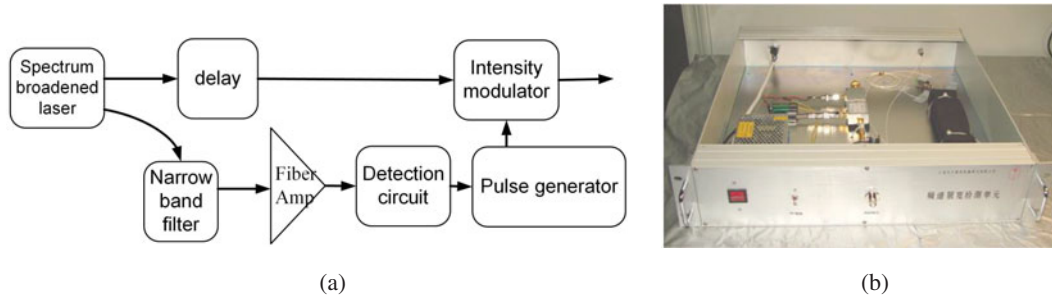 Spectrum
broadened
laser
delay
Intensity
modulator
Narrow
band
filter
Fiber
Amp
Detection
circuit
Pulse generator
(a)
(b)